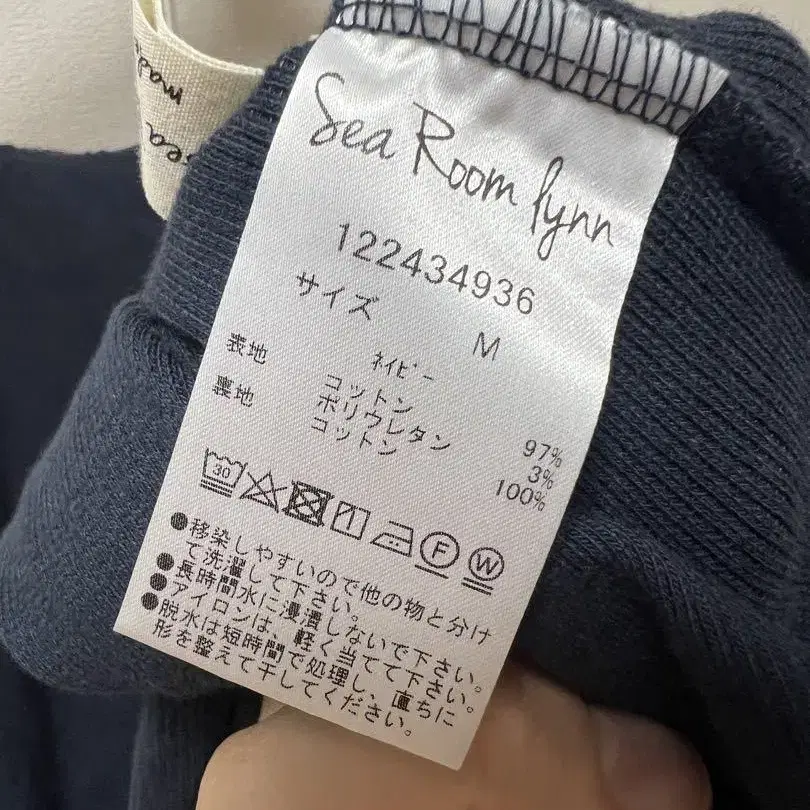 made
sea
Sea Room lynn
122434936
サイズ M
ネイビー
表地 コットン 97%
ポリウレタン 3%
裏地 コットン 100%
30
F
W
●移染しやすいので他の物と分け
て洗濯して下さい。
●長時間水に浸漬しないで下さい。
●アイロンは、軽く当てて下さい。
●脱水は短時間で処理し、直ちに
形を整えて干してください。